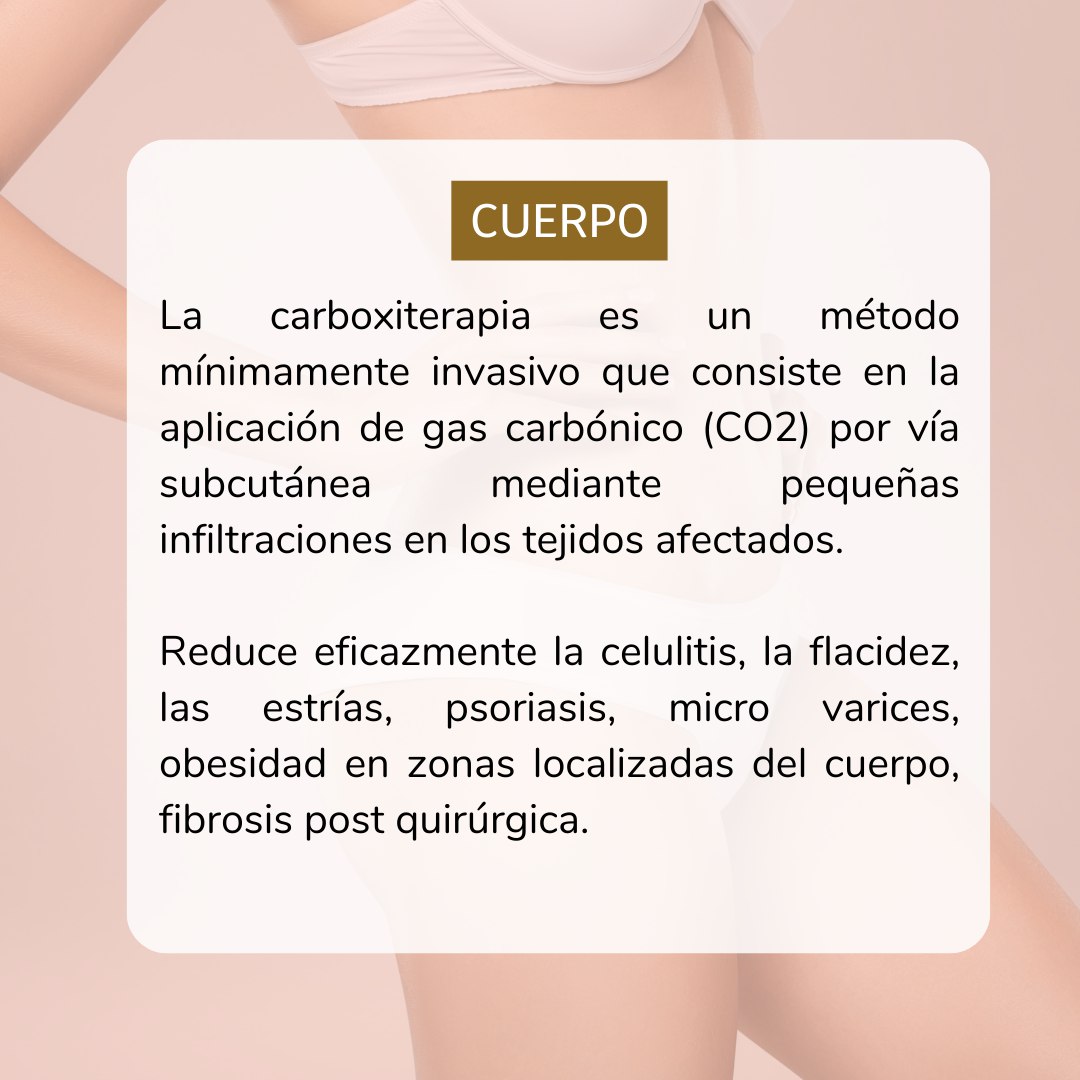 CUERPO
La carboxiterapia es un método
mínimamente invasivo que consiste en la
aplicación de gas carbónico (CO2) por vía
subcutánea mediante pequeñas
infiltraciones en los tejidos afectados.
Reduce eficazmente la celulitis, la flacidez,
las estrías, psoriasis, micro varices,
obesidad en zonas localizadas del cuerpo,
fibrosis post quirúrgica.